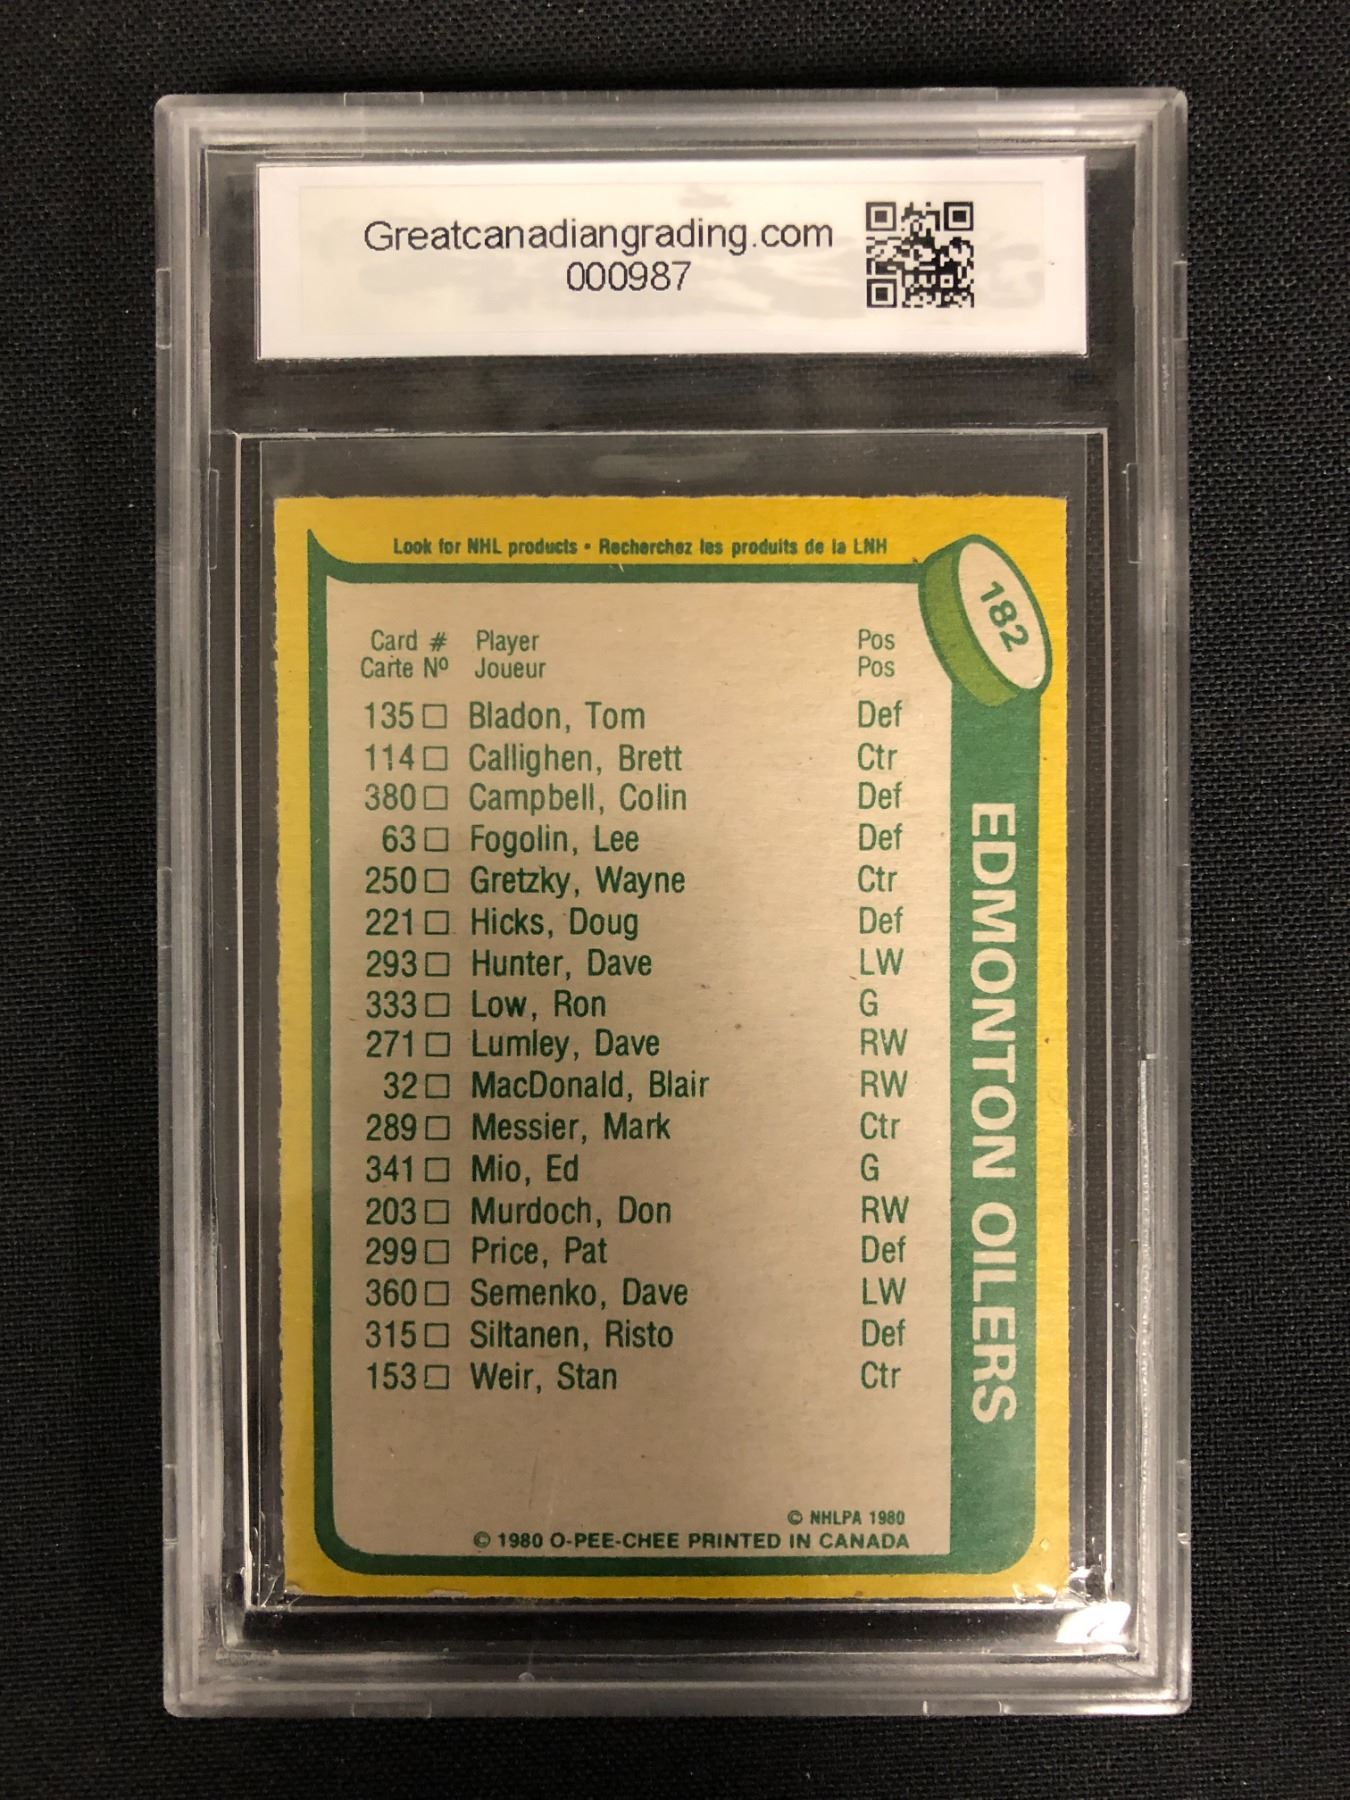 Greatcanadiangrading.com
000987
Look for NHL products • Recherchez les produits de la LNH
182
Card # Player Pos
Carte Nº Joueur Pos
135 □ Bladon, Tom Def
114 □ Callighen, Brett Ctr
380 □ Campbell, Colin Def
63 □ Fogolin, Lee Def
250 □ Gretzky, Wayne Ctr
221 □ Hicks, Doug Def
293 □ Hunter, Dave LW
333 □ Low, Ron G
271 □ Lumley, Dave RW
32 □ MacDonald, Blair RW
289 □ Messier, Mark Ctr
341 □ Mio, Ed G
203 □ Murdoch, Don RW
299 □ Price, Pat Def
360 □ Semenko, Dave LW
315 □ Siltanen, Risto Def
153 □ Weir, Stan Ctr
EDMONTON OILERS
© NHLPA 1980
© 1980 O-PEE-CHEE PRINTED IN CANADA